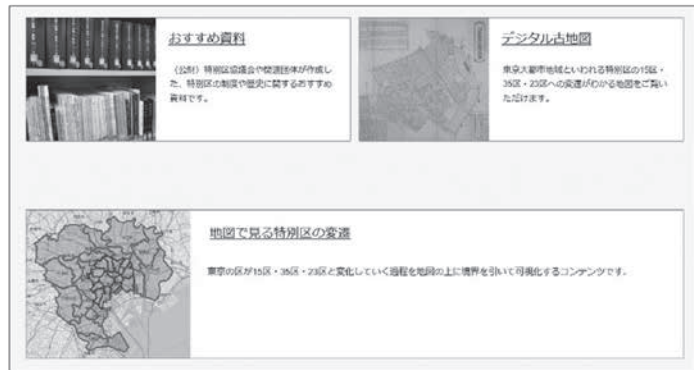 おすすめ資料
（公財）特別区協議会や関連団体が作成し
た、特別区の制度や歴史に関するおすすめ
資料です。
デジタル古地図
東京大都市地域といわれる特別区の15区・
35区・23区への変遷がわかる地図をご覧い
ただけます。
地図で見る特別区の変遷
東京の区が15区・35区・23区と変化していく過程を地図の上に境界を引いて可視化するコンテンツです。